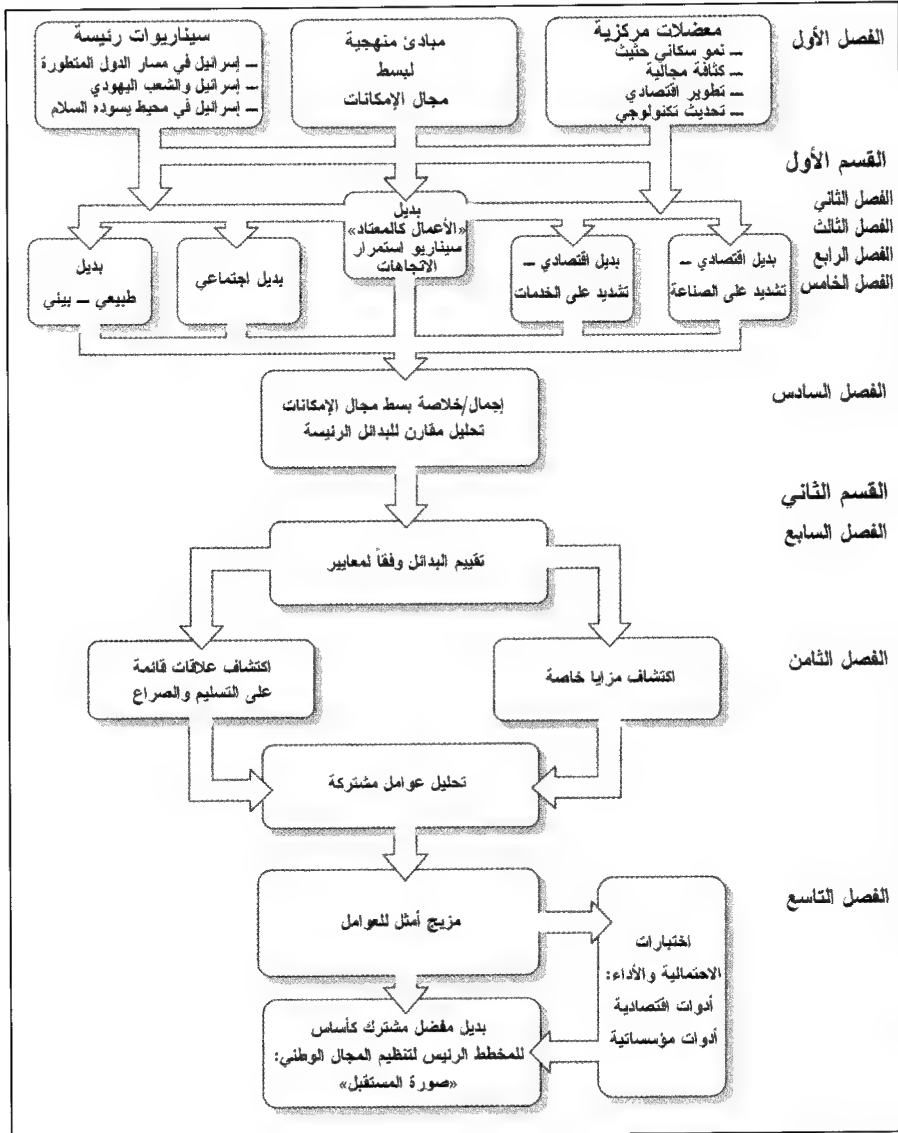 الفصل الأول
معضلات مركزية
ـ نمو سكاني حثيث
ـ كثافة مجالية
ـ تطوير اقتصادي
ـ تحديث تكنولوجي
مبادئ منهجية
لبسط
مجال الإمكانات
سيناريوات رئيسة
ـ إسرائيل في مسار الدول المتطورة
ـ إسرائيل والشعب اليهودي
ـ إسرائيل في محيط يسوده السلام
القسم الأول
الفصل الثاني
الفصل الثالث
الفصل الرابع
الفصل الخامس
بديل اقتصادي ـ
تشديد على الصناعة
بديل اقتصادي ـ
تشديد على الخدمات
بديل
«الأعمال كالمعتاد»
سيناريو استمرار
الاتجاهات
بديل اجتماعي
بديل
طبيعي ـ بيئي
الفصل السادس
إجمال/خلاصة بسط مجال الإمكانات
تحليل مقارن للبدائل الرئيسة
القسم الثاني
الفصل السابع
تقييم البدائل وفقاً لمعايير
الفصل الثامن
اكتشاف مزايا خاصة
اكتشاف علاقات قائمة
على التسليم والصراع
تحليل عوامل مشتركة
الفصل التاسع
مزيج أمثل للعوامل
اختبارات
الاحتمالية والأداء:
أدوات اقتصادية
أدوات مؤسساتية
بديل مفضل مشترك كأساس
للمخطط الرئيس لتنظيم المجال الوطني:
«صورة المستقبل»